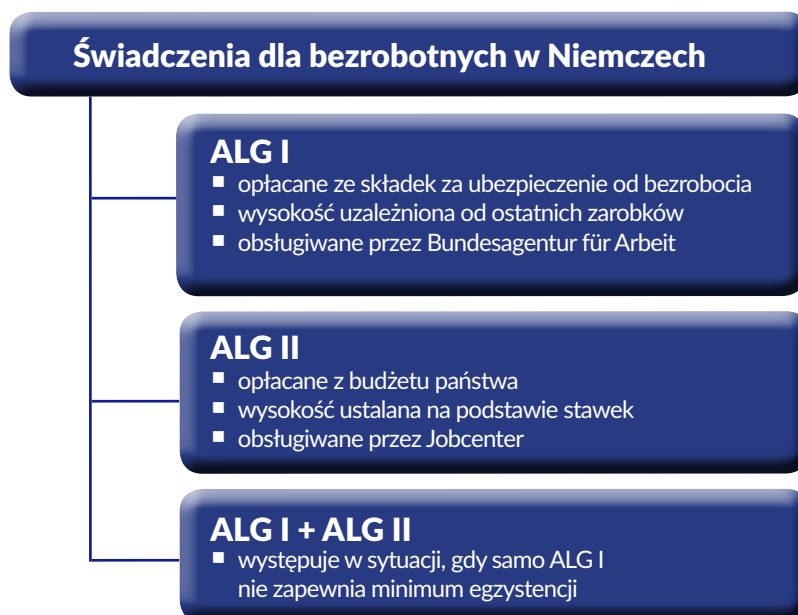 Świadczenia dla bezrobotnych w Niemczech
ALG I
▪ opłacane ze składek za ubezpieczenie od bezrobocia
▪ wysokość uzależniona od ostatnich zarobków
▪ obsługiwane przez Bundesagentur für Arbeit
ALG II
▪ opłacane z budżetu państwa
▪ wysokość ustalana na podstawie stawek
▪ obsługiwane przez Jobcenter
ALG I + ALG II
▪ występuje w sytuacji, gdy samo ALG I
nie zapewnia minimum egzystencji